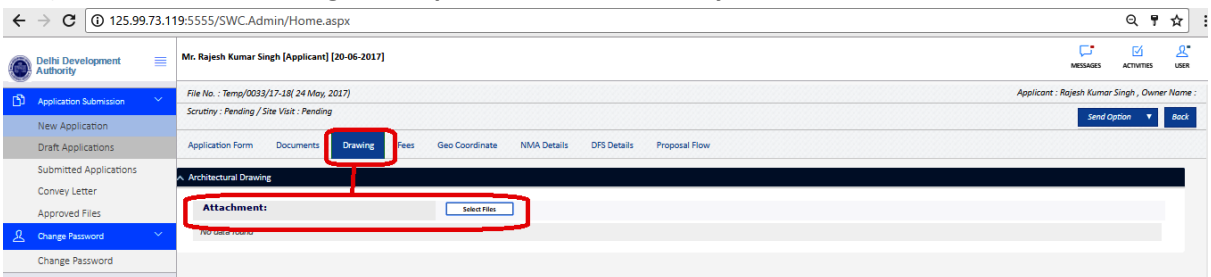 125.99.73.119:5555/SWC.Admin/Home.aspx
Delhi Development
Authority
Mr. Rajesh Kumar Singh [Applicant] [20-06-2017]
MESSAGES ACTIVITIES USER
Application Submission
New Application
Draft Applications
Submitted Applications
Convey Letter
Approved Files
Change Password
Change Password
File No. : Temp/0033/17-18( 24 May, 2017)
Applicant : Rajesh Kumar Singh , Owner Name :
Scrutiny : Pending / Site Visit : Pending
Send Option Back
Application Form Documents Drawing Fees Geo Coordinate NMA Details DFS Details Proposal Flow
Architectural Drawing
Attachment: Select Files
No data found